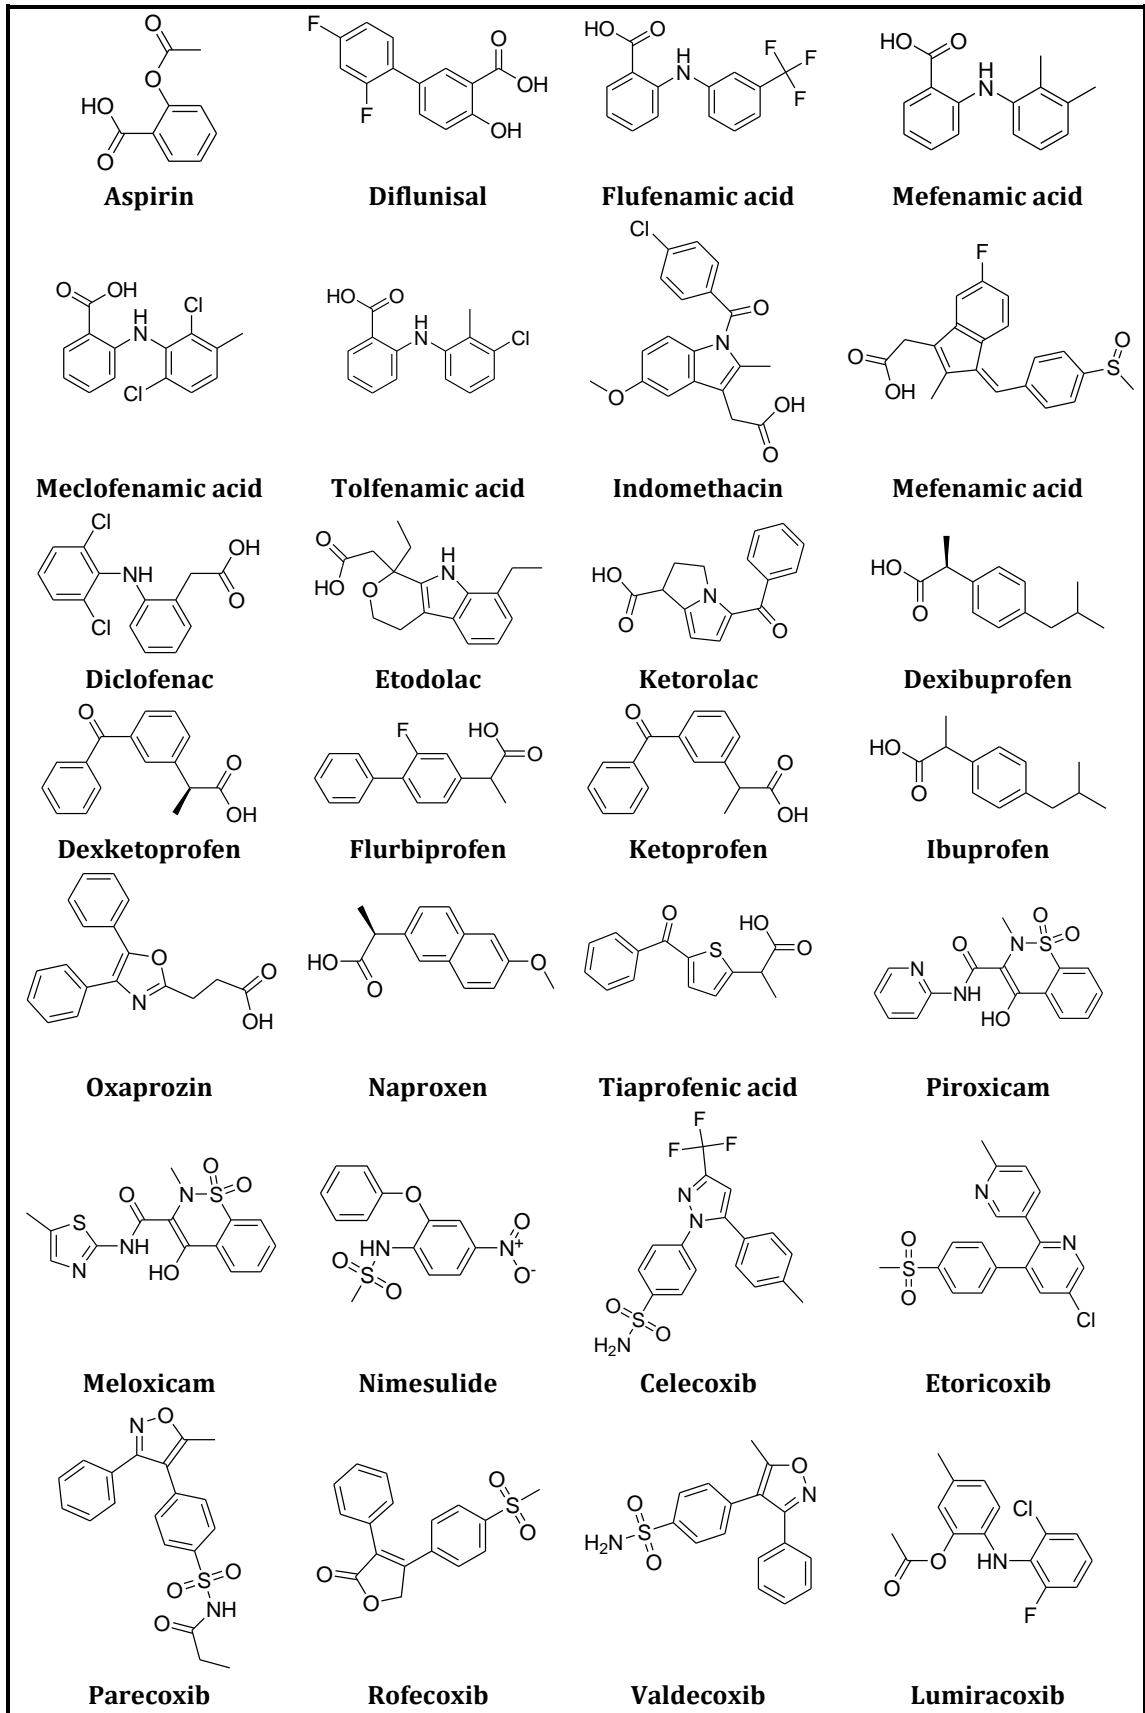 Aspirin Diflunisal Flufenamic acid Mefenamic acid
Meclofenamic acid Tolfenamic acid Indomethacin Mefenamic acid
Diclofenac Etodolac Ketorolac Dexibuprofen
Dexketoprofen Flurbiprofen Ketoprofen Ibuprofen
Oxaprozin Naproxen Tiaprofenic acid Piroxicam
Meloxicam Nimesulide Celecoxib Etoricoxib
Parecoxib Rofecoxib Valdecoxib Lumiracoxib